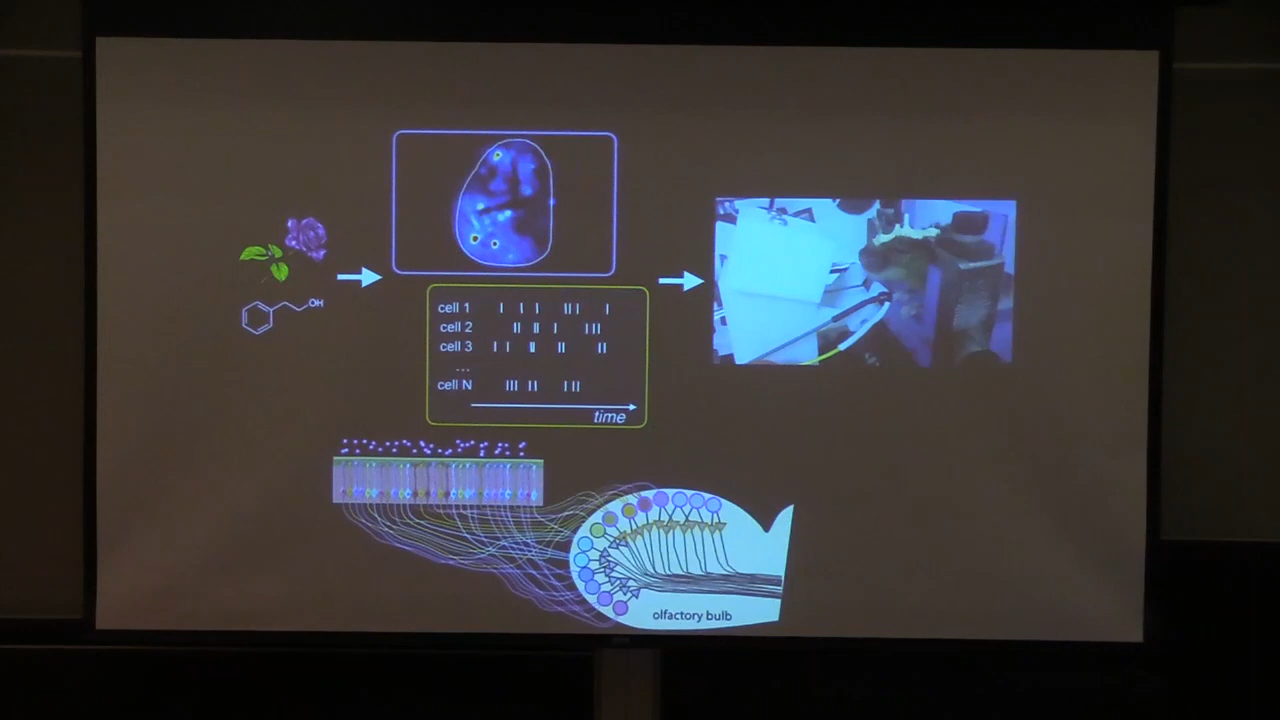 OH
cell 1
cell 2
cell 3
...
cell N
time
olfactory bulb